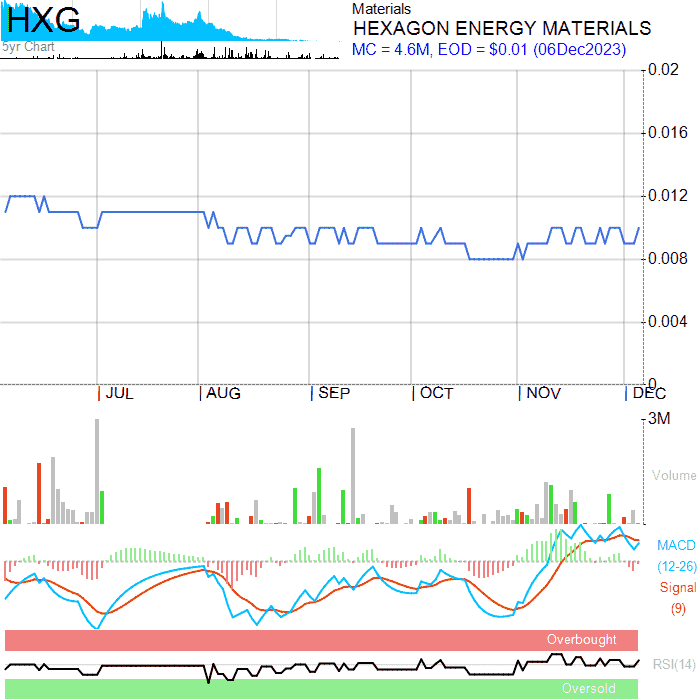 HXG
5yr Chart
Materials
HEXAGON ENERGY MATERIALS
MC = 4.6M, EOD = $0.01 (06Dec2023)
0.02
0.016
0.012
0.008
0.004
0
JUL AUG SEP OCT NOV DEC
3M
Volume
MACD
(12-26)
Signal
(9)
Overbought
RSI(14)
Oversold